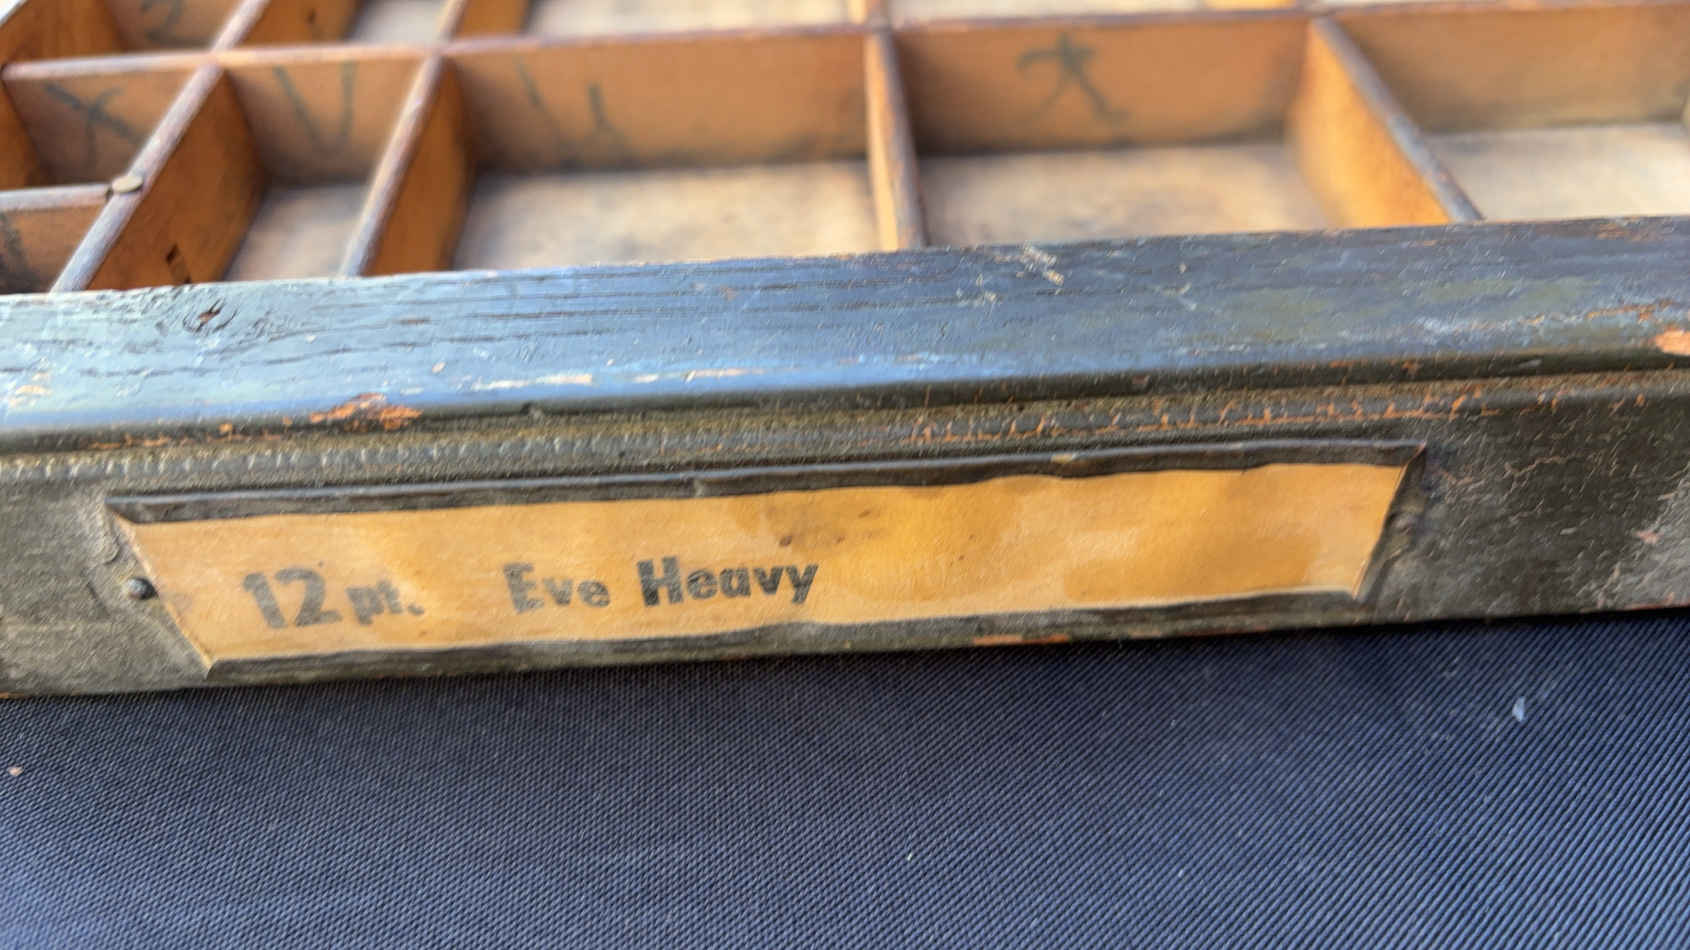 x v u t
12 pt. Eve Heavy